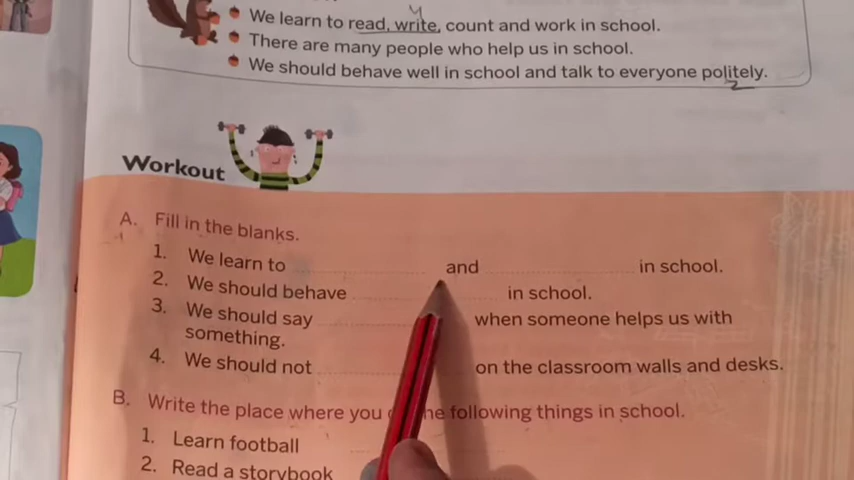 We learn to read, write, count and work in school.
There are many people who help us in school.
We should behave well in school and talk to everyone politely.
Workout
A. Fill in the blanks.
1. We learn to and in school.
2. We should behave in school.
3. We should say when someone helps us with
something.
4. We should not on the classroom walls and desks.
B. Write the place where you the following things in school.
1. Learn football
2. Read a storybook